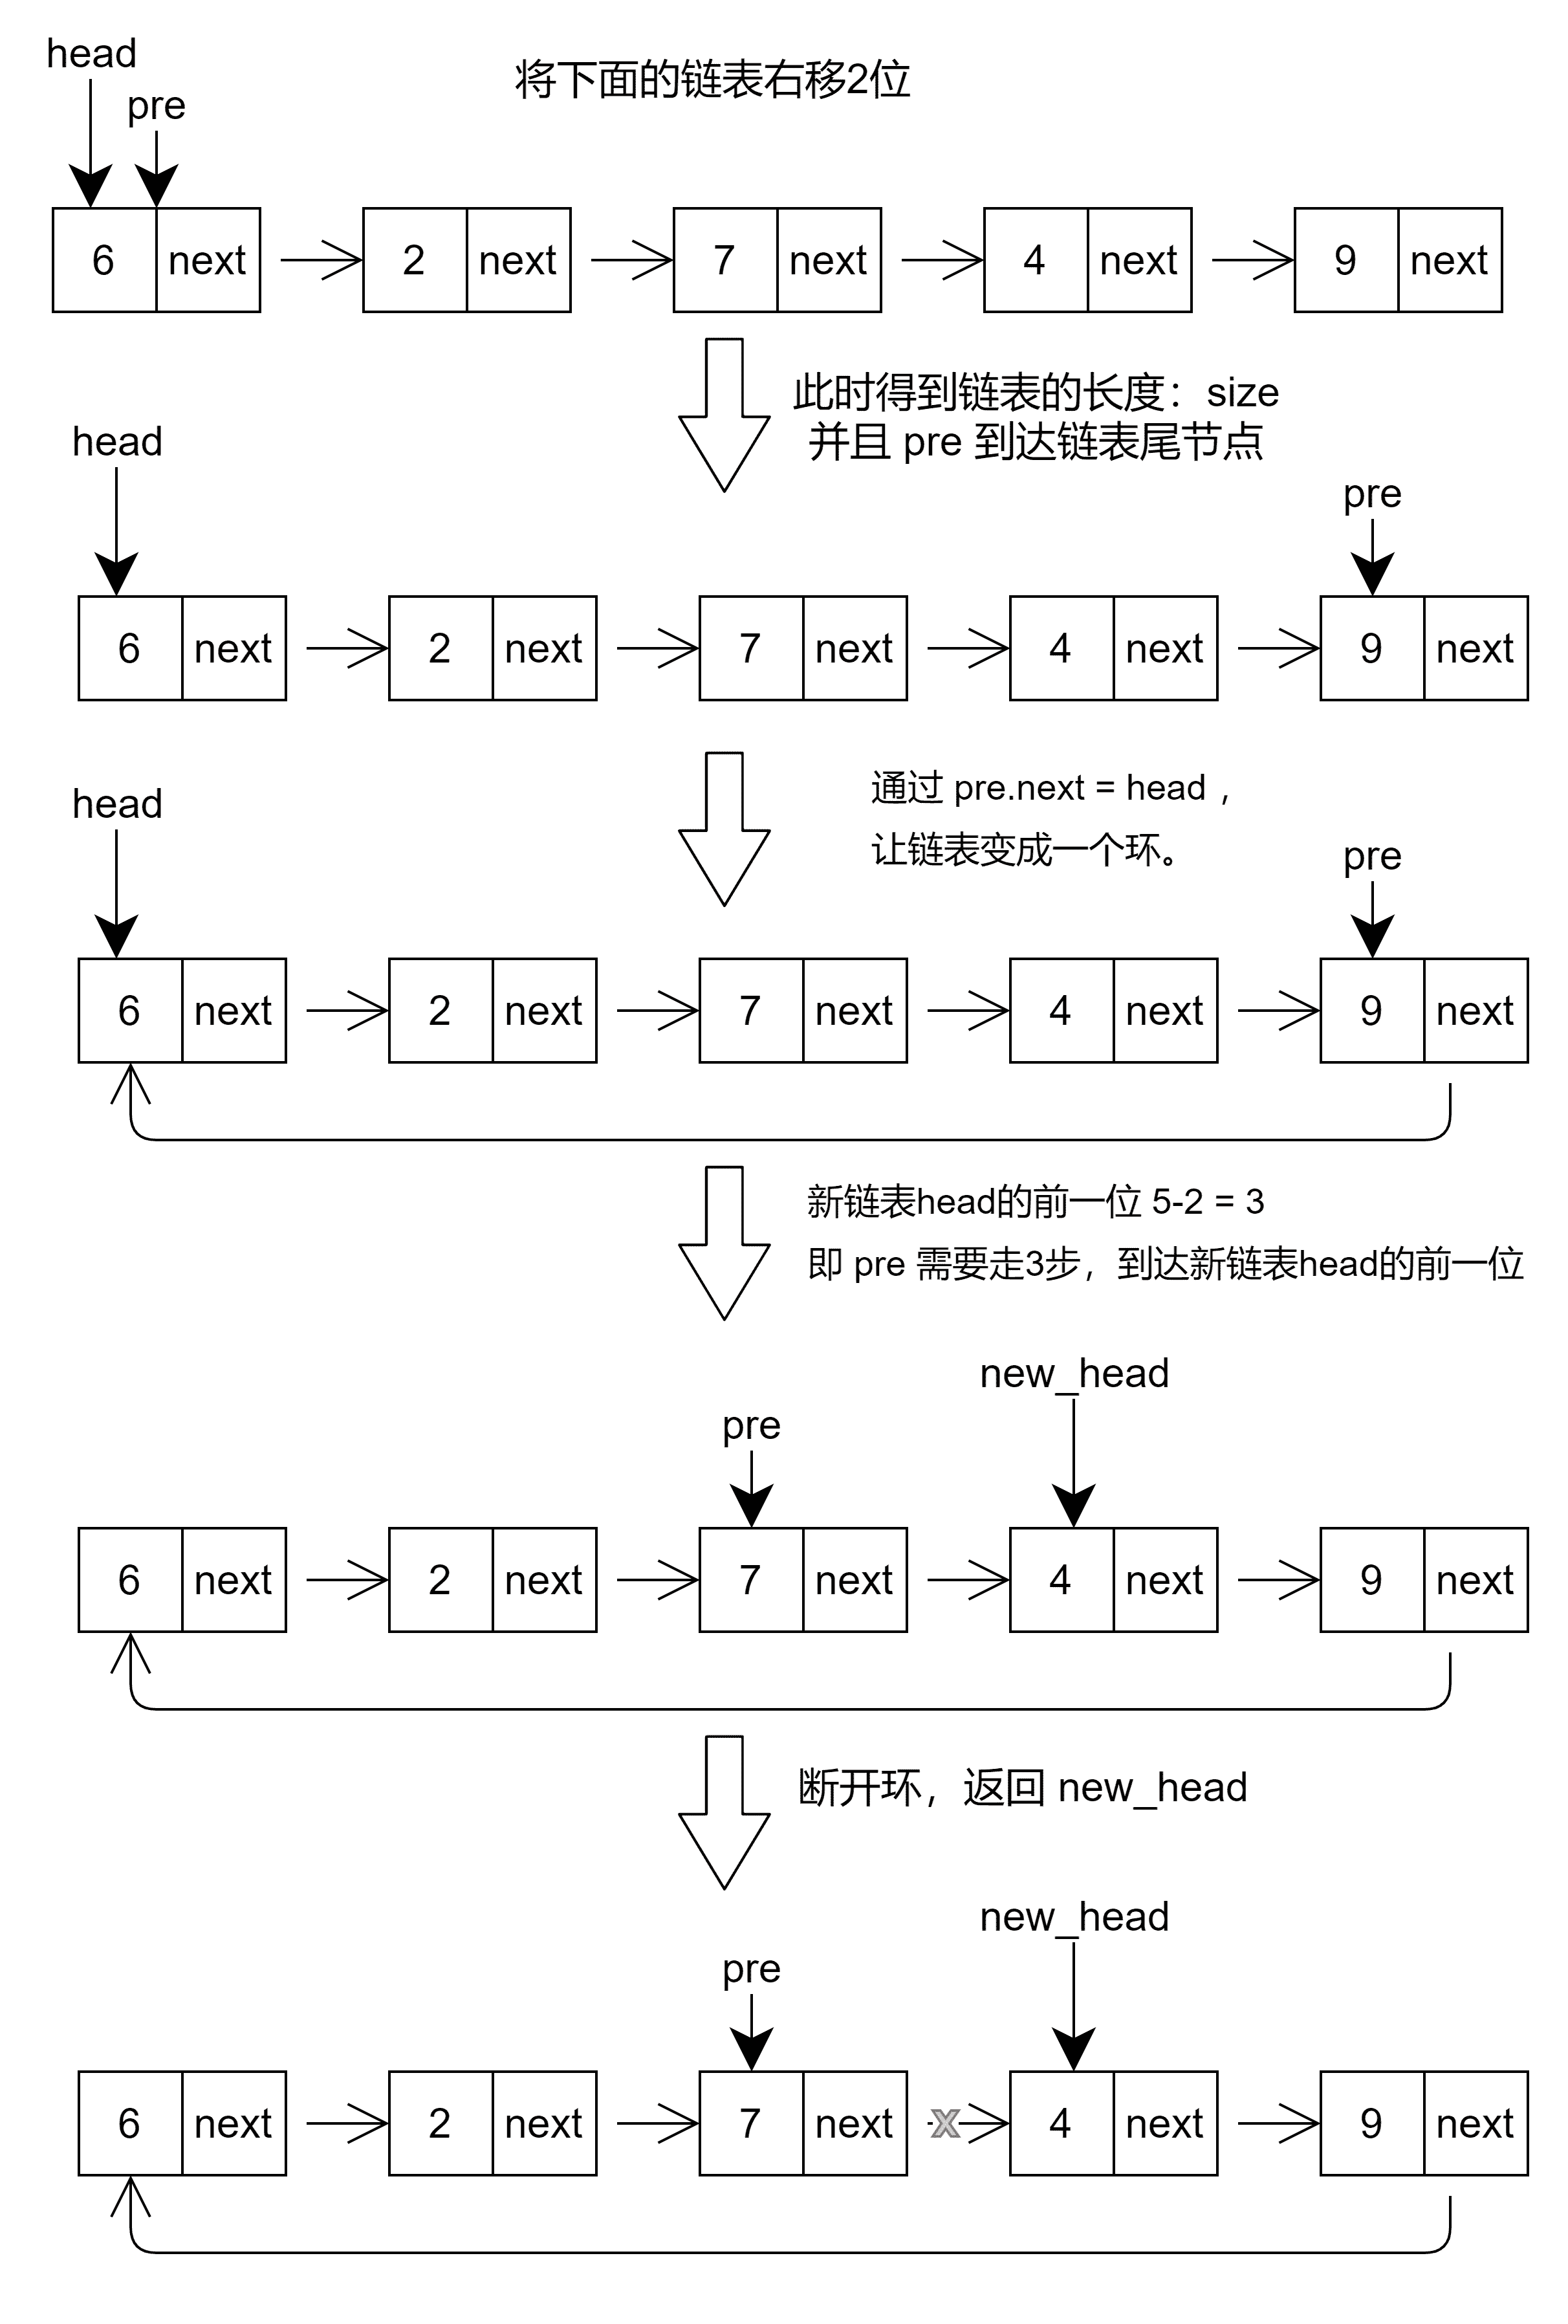 head
将下面的链表右移2位
pre
6 next 2 next 7 next 4 next 9 next
此时得到链表的长度：size
并且 pre 到达链表尾节点
head
pre
6 next 2 next 7 next 4 next 9 next
通过 pre.next = head ，
让链表变成一个环。
head
pre
6 next 2 next 7 next 4 next 9 next
新链表head的前一位 5-2 = 3
即 pre 需要走3步，到达新链表head的前一位
new_head
pre
6 next 2 next 7 next 4 next 9 next
断开环，返回 new_head
new_head
pre
6 next 2 next 7 next X 4 next 9 next